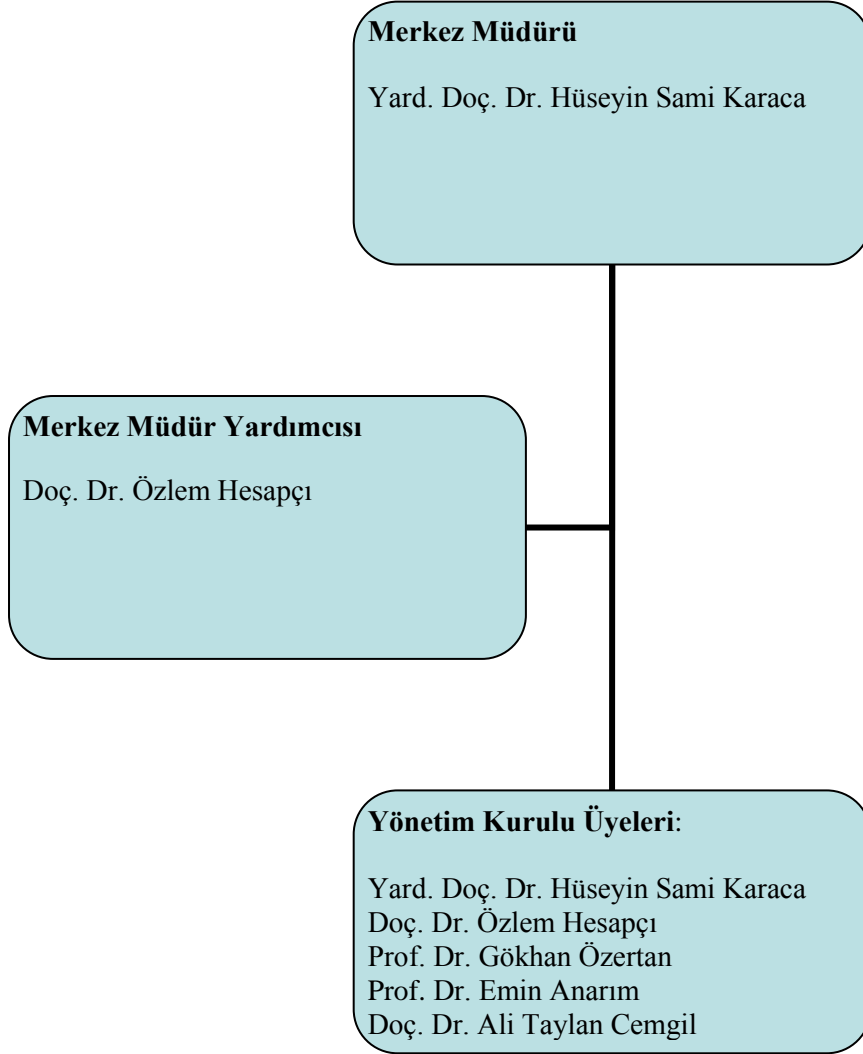 Merkez Müdürü
Yard. Doç. Dr. Hüseyin Sami Karaca
Merkez Müdür Yardımcısı
Doç. Dr. Özlem Hesapçı
Yönetim Kurulu Üyeleri:
Yard. Doç. Dr. Hüseyin Sami Karaca
Doç. Dr. Özlem Hesapçı
Prof. Dr. Gökhan Özertan
Prof. Dr. Emin Anarım
Doç. Dr. Ali Taylan Cemgil